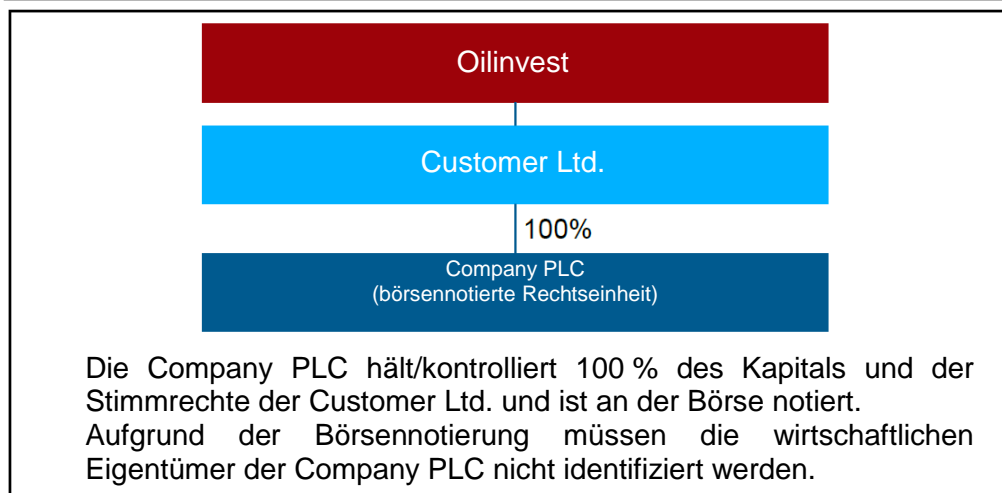 Oilinvest
Customer Ltd.
100%
Company PLC
(börsennotierte Rechtseinheit)
Die Company PLC hält/kontrolliert 100 % des Kapitals und der
Stimmrechte der Customer Ltd. und ist an der Börse notiert.
Aufgrund der Börsennotierung müssen die wirtschaftlichen
Eigentümer der Company PLC nicht identifiziert werden.